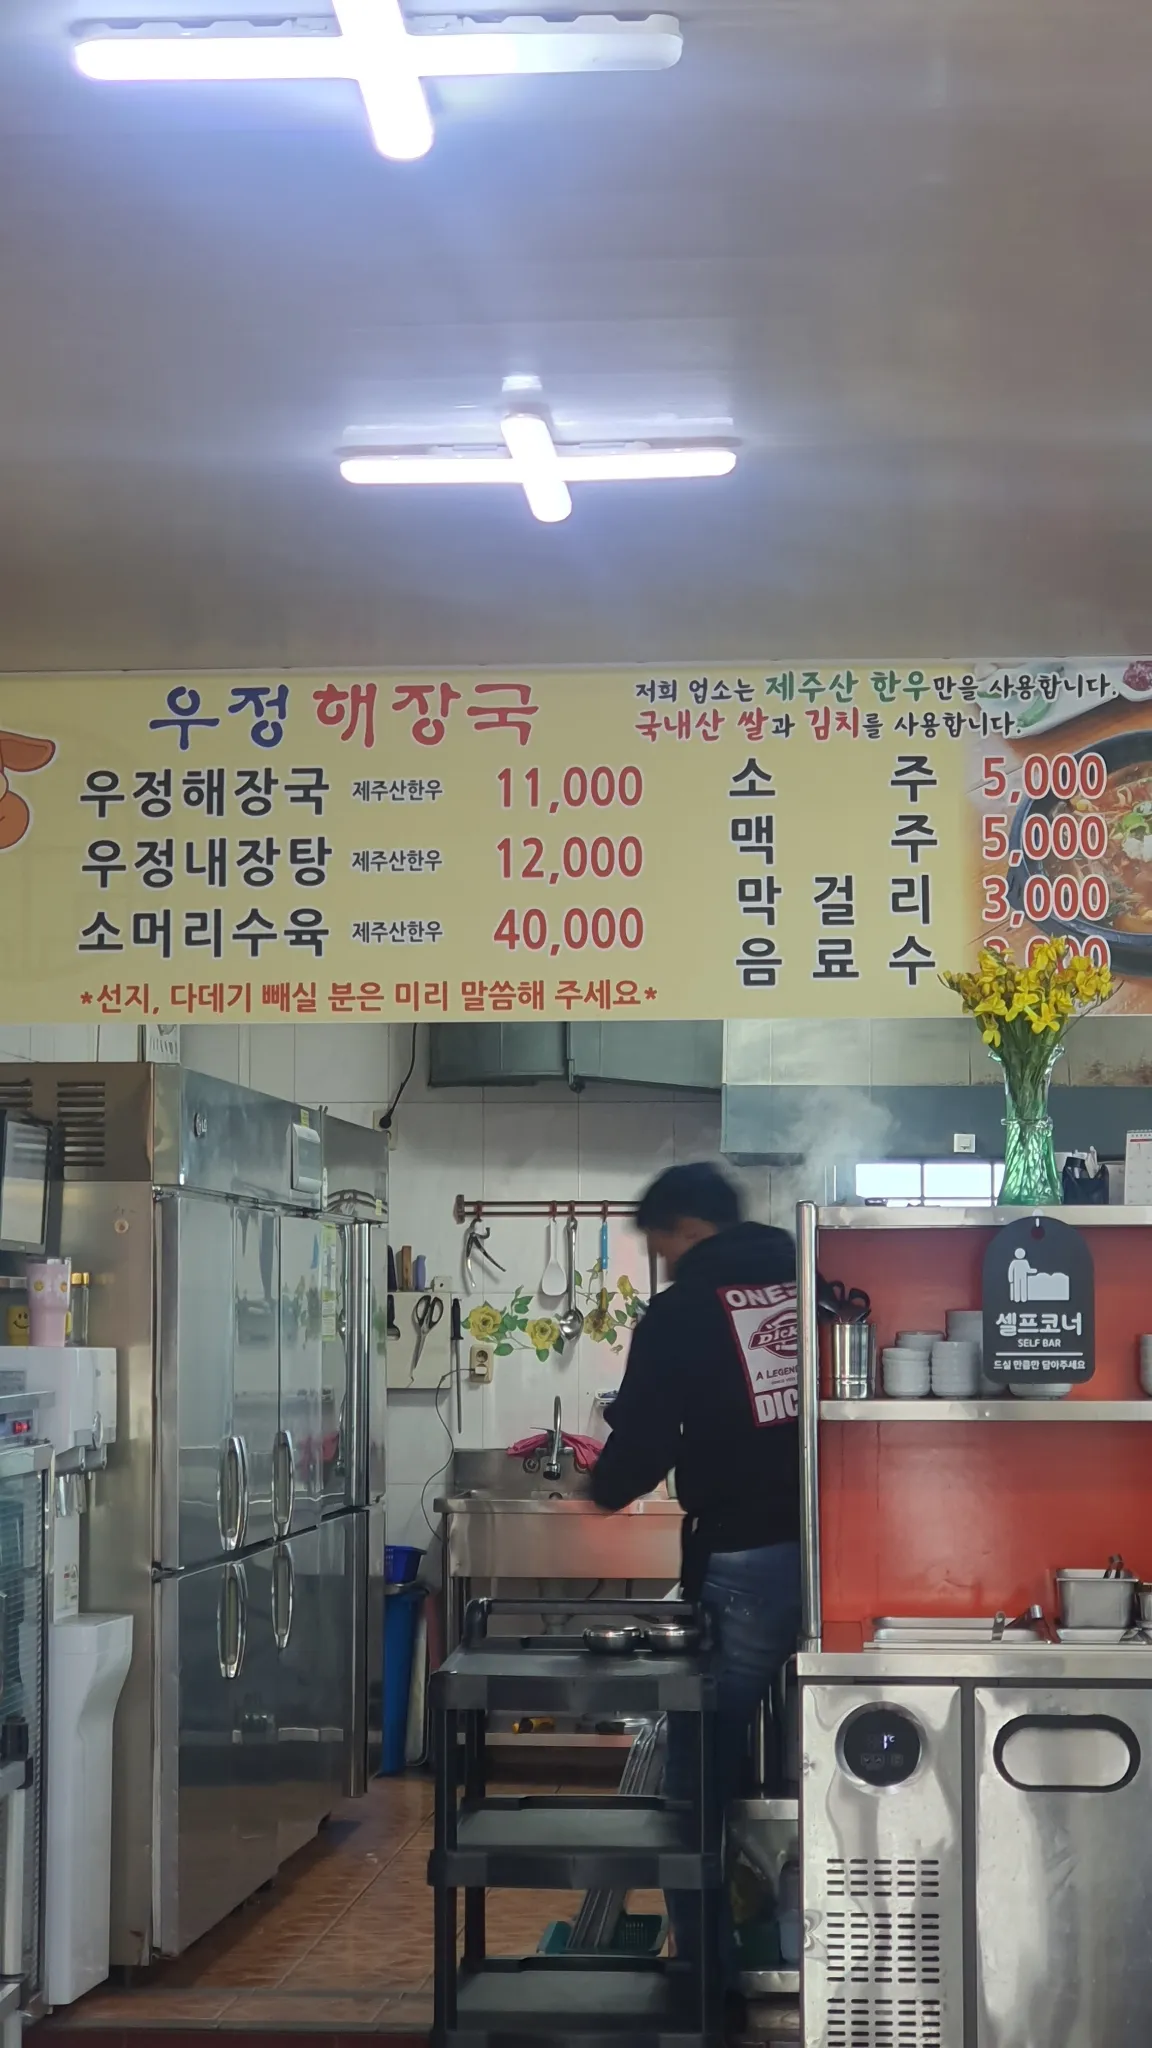 우정 해장국
저희 업소는 제주산 한우만을 사용합니다.
국내산 쌀과 김치를 사용합니다.
우정해장국 제주산한우 11,000
우정내장탕 제주산한우 12,000
소머리수육 제주산한우 40,000
*선지, 다데기 빼실 분은 미리 말씀해 주세요*
소 주 5,000
맥 주 5,000
막 걸 리 3,000
음 료 수
셀프코너
SELF BAR
드실 만큼만 담아주세요
A LEGEND